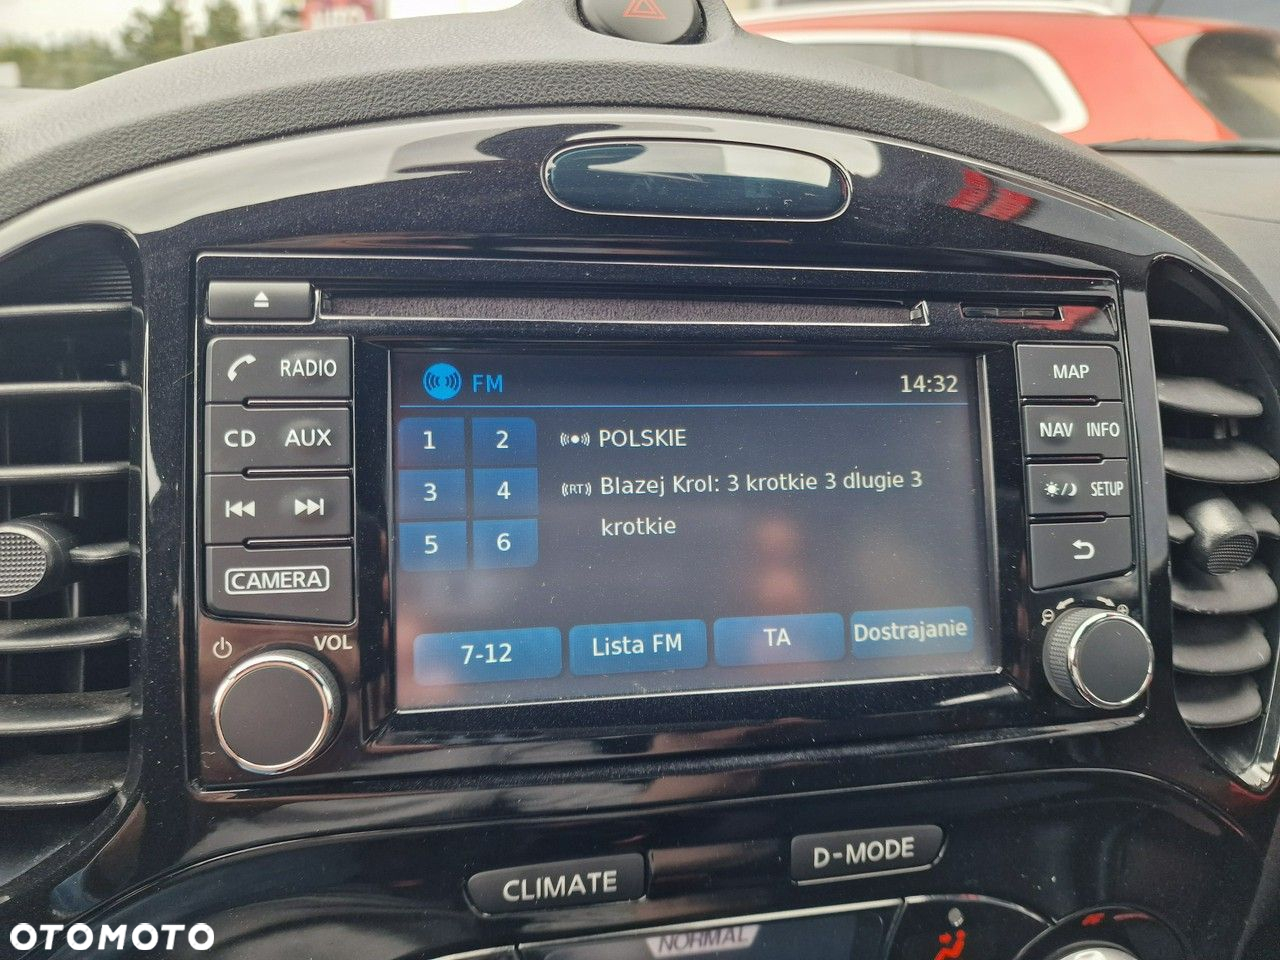 RADIO
CD AUX
CAMERA
VOL
FM
14:32
1 2
3 4
5 6
POLSKIE
(RT) Blazej Krol: 3 krotkie 3 dlugie 3
krotkie
7-12
Lista FM
TA
Dostrajanie
MAP
NAV INFO
SETUP
CLIMATE
D-MODE
NORMAL
OTOMOTO